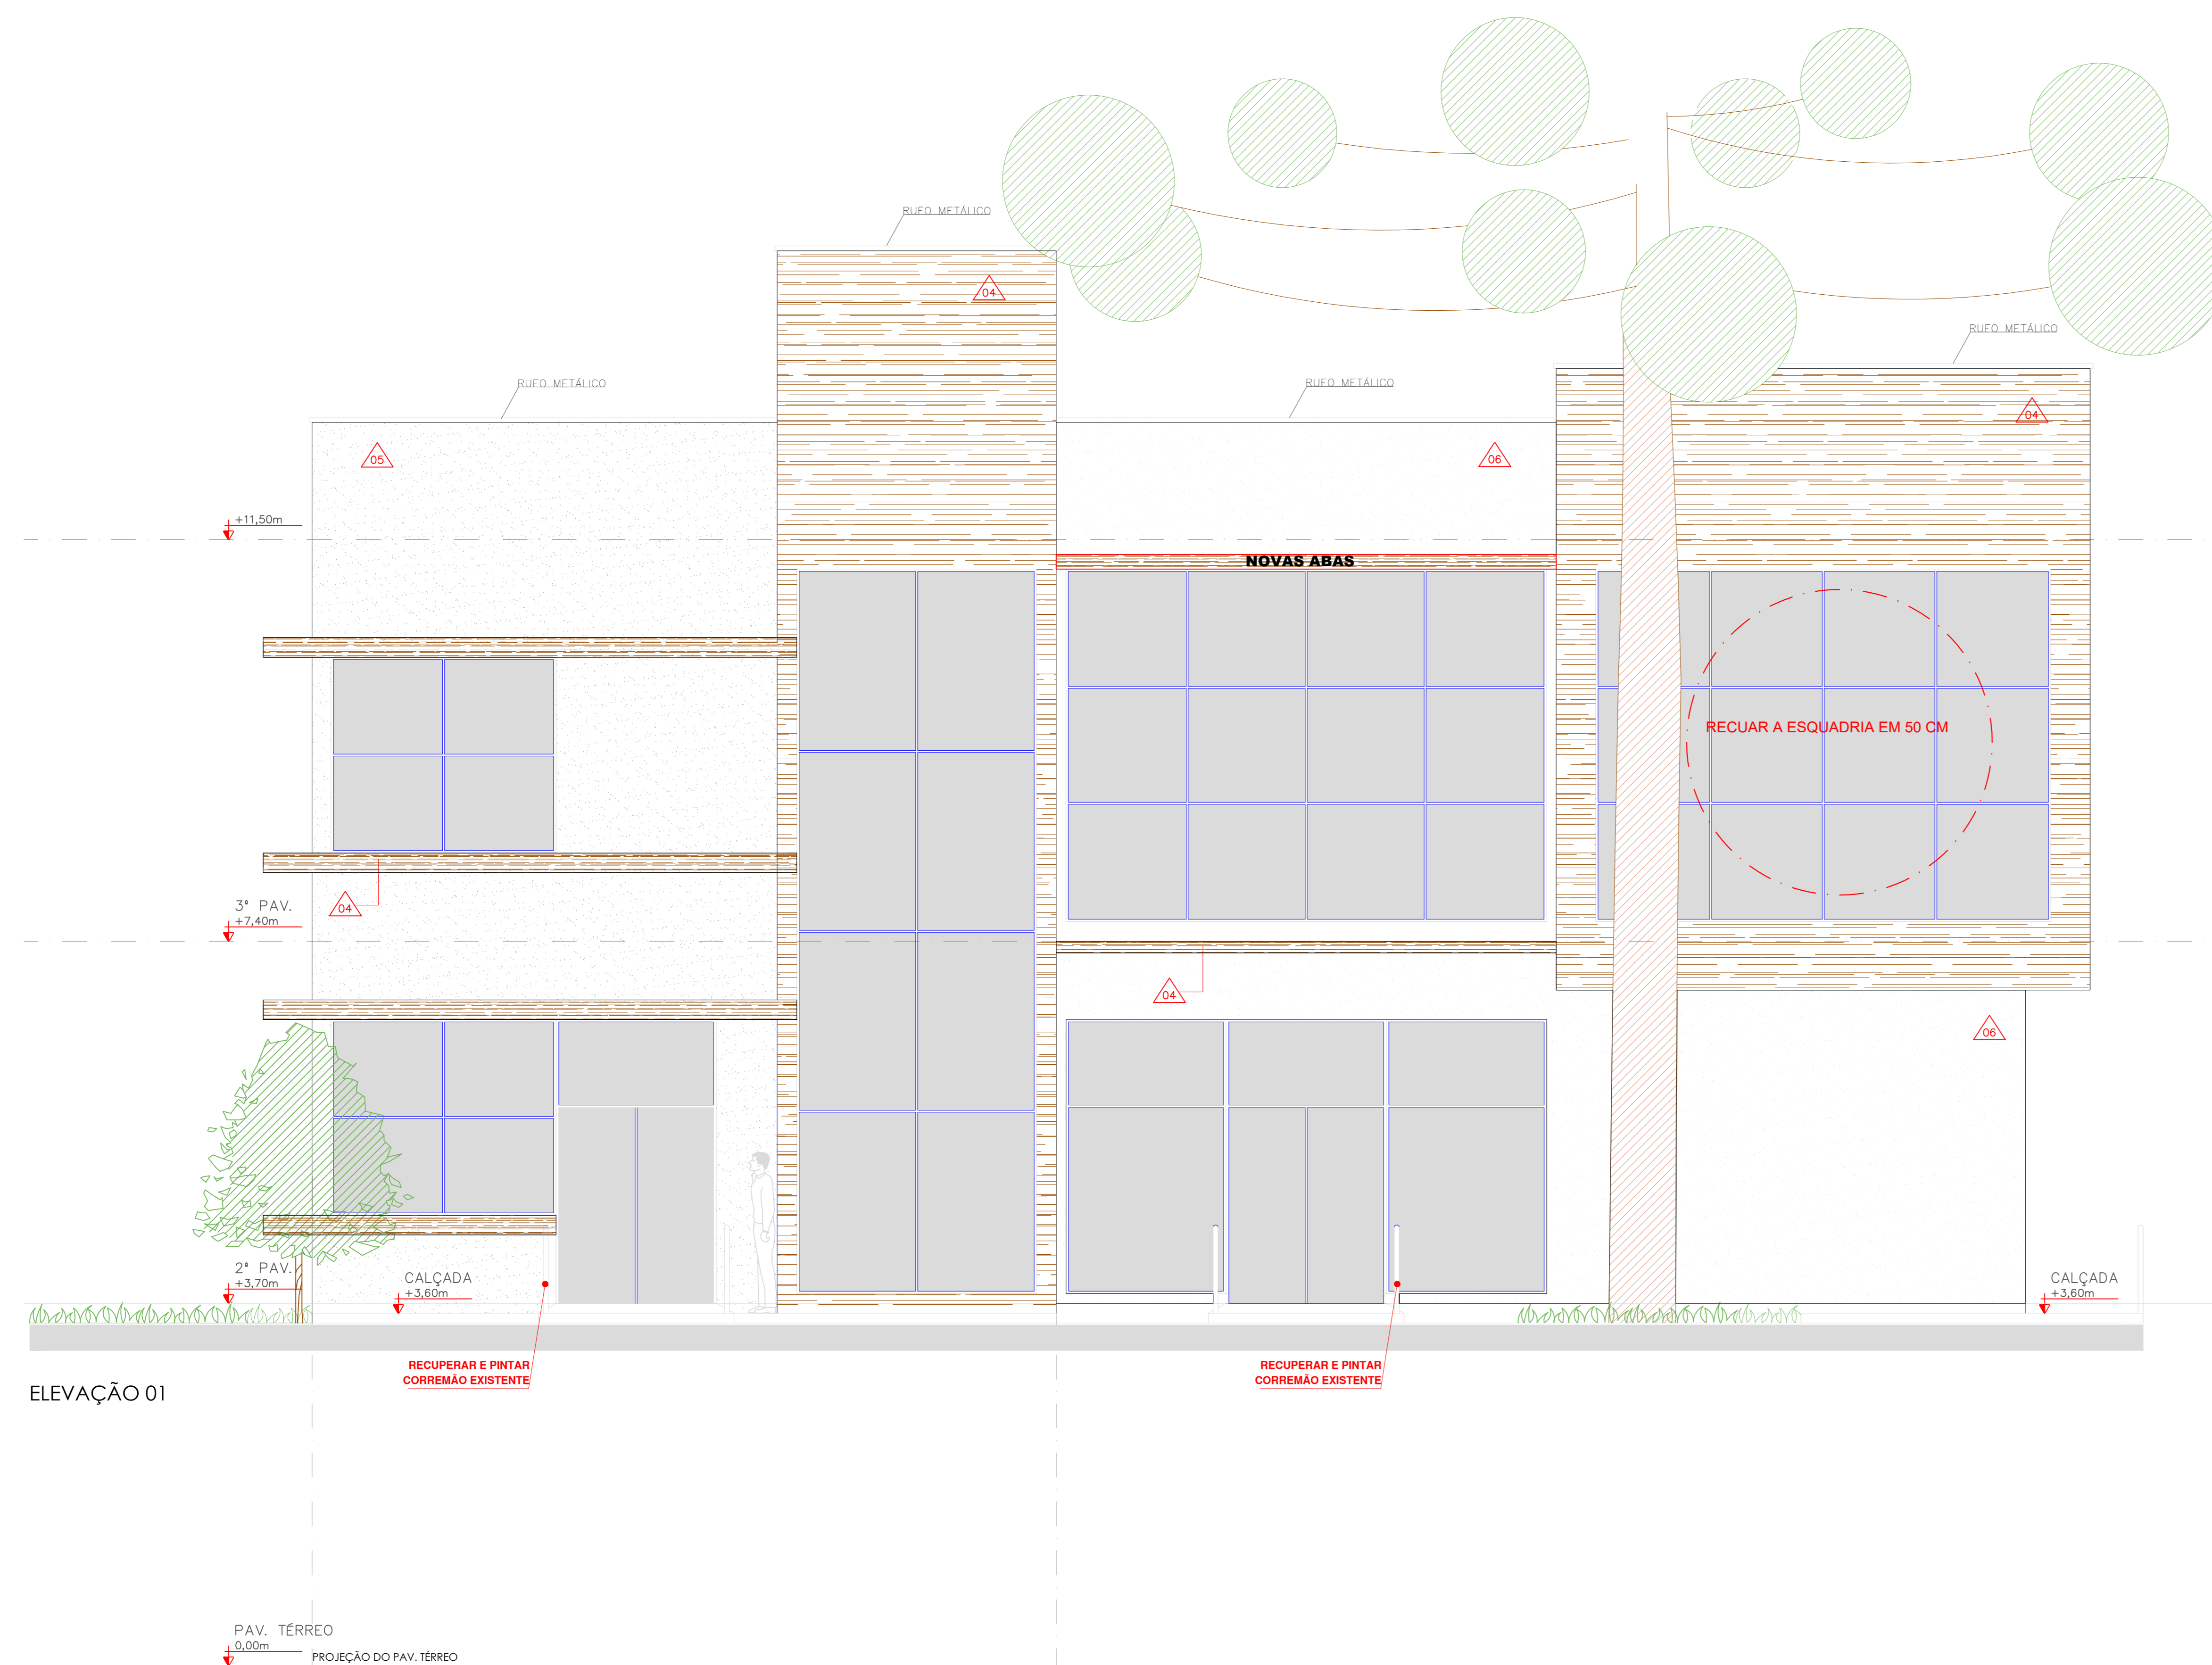 RUFO METÁLICO
04
RUFO METÁLICO
RUFO METÁLICO
RUFO METÁLICO
04
05
06
+11,50m
NOVAS ABAS
RECUAR A ESQUADRIA EM 50 CM
3° PAV.
+7,40m
04
04
06
2° PAV.
+3,70m
CALÇADA
+3,60m
CALÇADA
+3,60m
RECUPERAR E PINTAR
CORREMÃO EXISTENTE
RECUPERAR E PINTAR
CORREMÃO EXISTENTE
ELEVAÇÃO 01
PAV. TÉRREO
0,00m
PROJEÇÃO DO PAV. TÉRREO